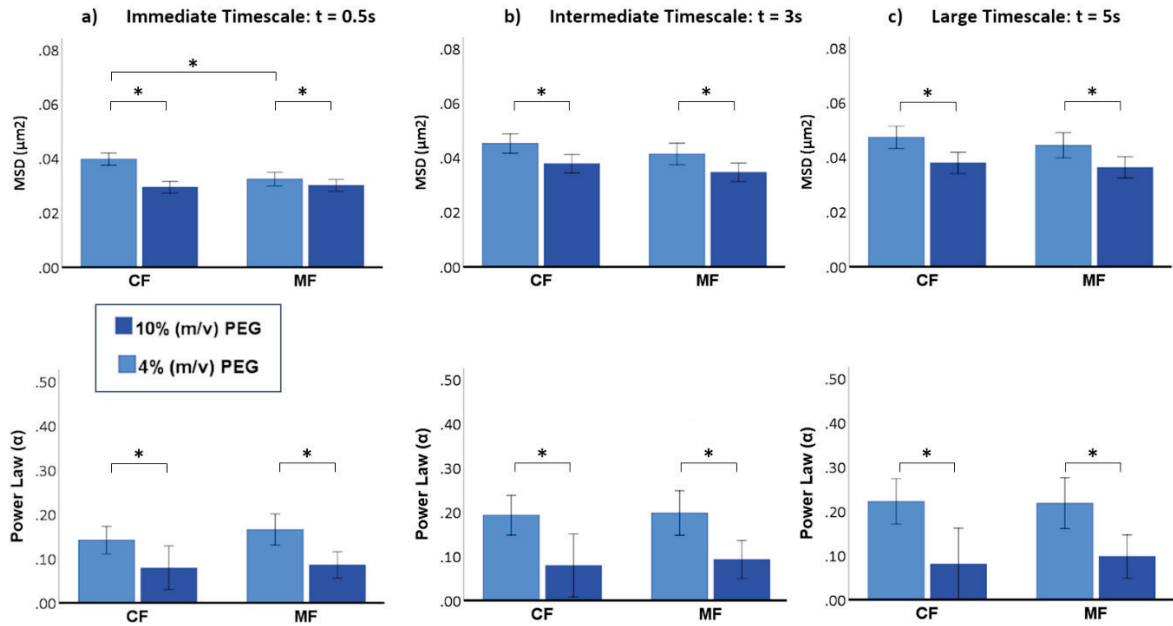 a) Immediate Timescale: t = 0.5s
b) Intermediate Timescale: t = 3s
c) Large Timescale: t = 5s
MSD (µm2)
.08
.06
.04
.02
.00
*
*
*
CF
MF
MSD (µm2)
.08
.06
.04
.02
.00
*
*
CF
MF
MSD (µm2)
.08
.06
.04
.02
.00
*
*
CF
MF
10% (m/v) PEG
4% (m/v) PEG
Power Law (α)
.50
.40
.30
.20
.10
.00
*
*
CF
MF
Power Law (α)
.50
.40
.30
.20
.10
.00
*
*
CF
MF
Power Law (α)
.50
.40
.30
.20
.10
.00
*
*
CF
MF